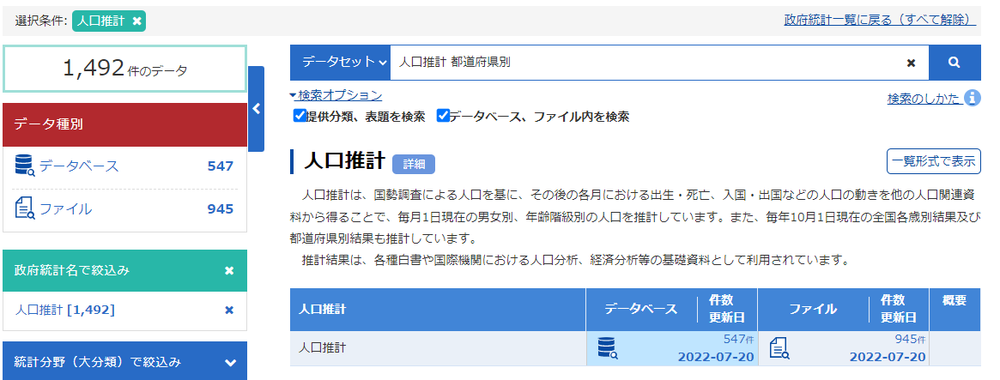 選択条件: 人口推計 ✖
政府統計一覧に戻る（すべて解除）
1,492 件のデータ
データ種別
データベース 547
ファイル 945
政府統計名で絞込み ✖
人口推計 [1,492] ✖
統計分野（大分類）で絞込み
データセット 人口推計 都道府県別 ✖
検索オプション
検索のしかた i
提供分類、表題を検索 データベース、ファイル内を検索
人口推計 詳細
一覧形式で表示
人口推計は、国勢調査による人口を基に、その後の各月における出生・死亡、入国・出国などの人口の動きを他の人口関連資
料から得ることで、毎月1日現在の男女別、年齢階級別の人口を推計しています。また、毎年10月1日現在の全国各歳別結果及び
都道府県別結果も推計しています。
推計結果は、各種白書や国際機関における人口分析、経済分析等の基礎資料として利用されています。
人口推計 データベース 件数 更新日 ファイル 件数 更新日 概要
人口推計 547件 945件
2022-07-20 2022-07-20